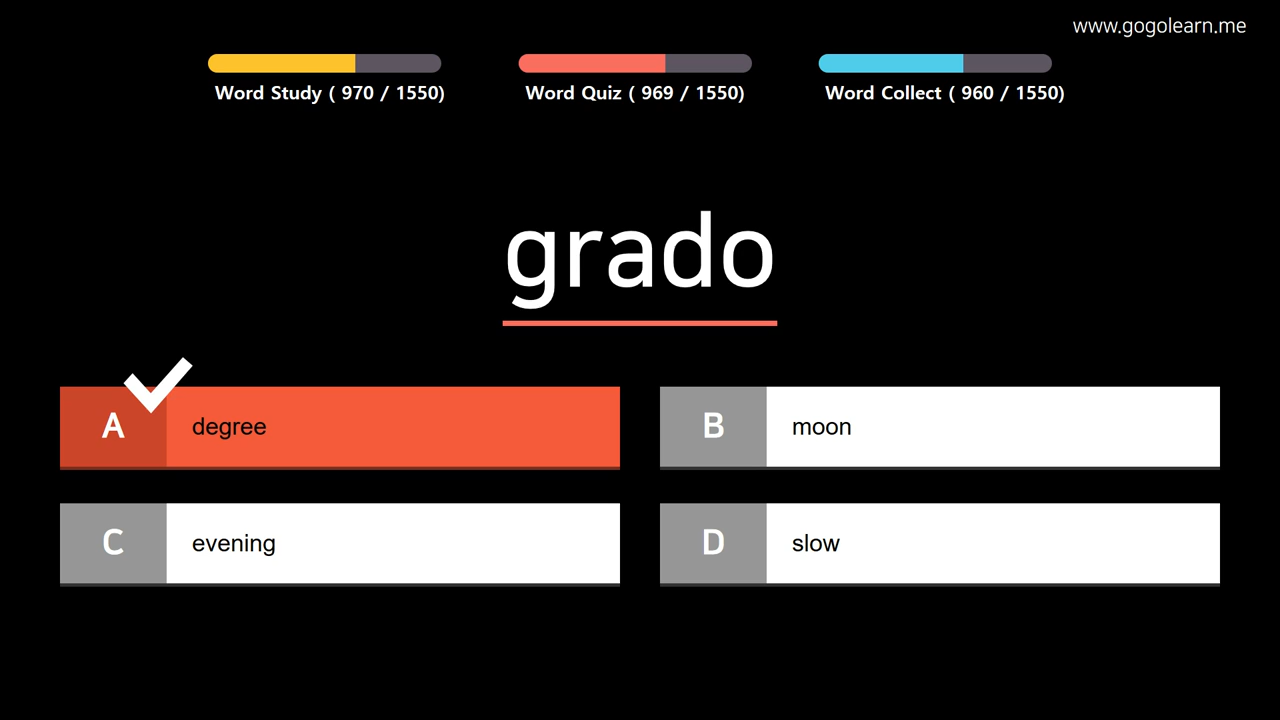 www.gogolearn.me
Word Study ( 970 / 1550)
Word Quiz ( 969 / 1550)
Word Collect ( 960 / 1550)
grado
A
degree
B
moon
C
evening
D
slow